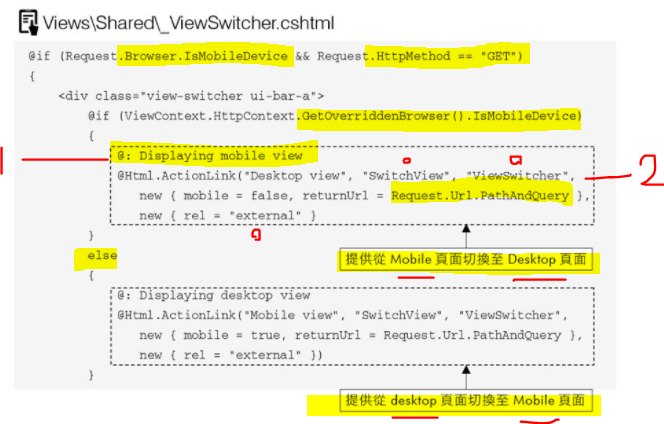 Views\Shared\_ViewSwitcher.cshtml
@if (Request.Browser.IsMobileDevice && Request.HttpMethod == "GET")
{
<div class="view-switcher ui-bar-a">
@if (ViewContext.HttpContext.GetOverriddenBrowser().IsMobileDevice)
{
1
@: Displaying mobile view
@Html.ActionLink("Desktop view", "SwitchView", "ViewSwitcher",
2
new { mobile = false, returnUrl = Request.Url.PathAndQuery },
new { rel = "external" }
}
else
提供從 Mobile 頁面切換至 Desktop 頁面
{
@: Displaying desktop view
@Html.ActionLink("Mobile view", "SwitchView", "ViewSwitcher",
new { mobile = true, returnUrl = Request.Url.PathAndQuery },
new { rel = "external" })
}
提供從 desktop 頁面切換至 Mobile 頁面